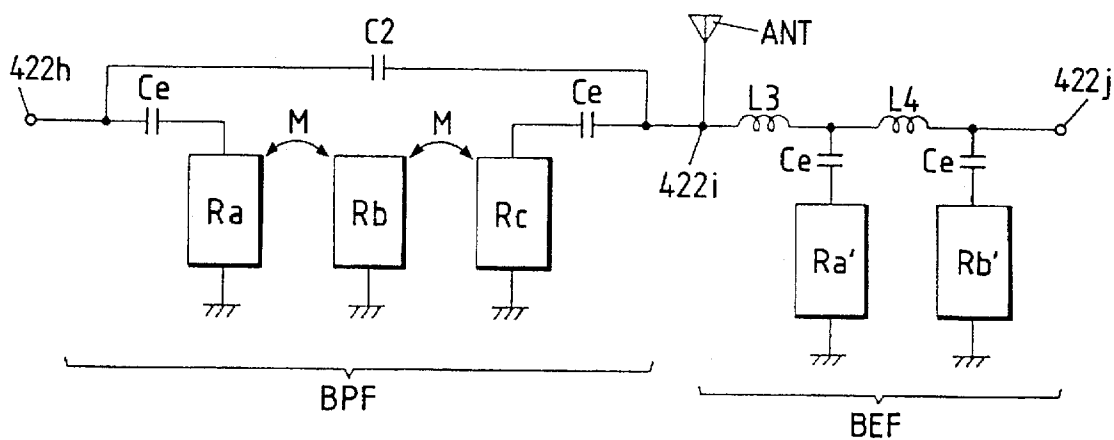 ANT
C2
422h
422j
Ce
Ce
L3
L4
M
M
Ce
Ce
422i
Ra
Rb
Rc
Ra'
Rb'
BPF
BEF